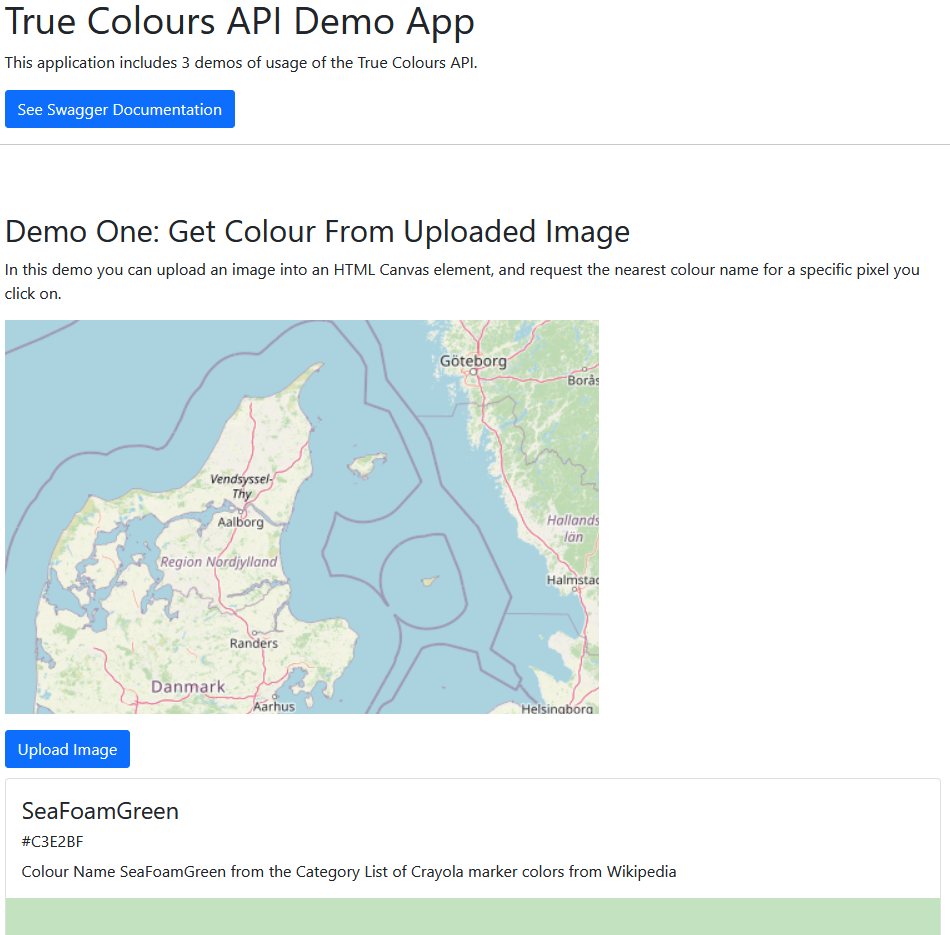 True Colours API Demo App
This application includes 3 demos of usage of the True Colours API.
See Swagger Documentation
Demo One: Get Colour From Uploaded Image
In this demo you can upload an image into an HTML Canvas element, and request the nearest colour name for a specific pixel you
click on.
Göteborg
Borås
Vendsyssel-
Thy
Aalborg
Hallands
län
Region Nordjylland
Halmstad
Randers
Danmark
Aarhus
Helsingborg
Upload Image
SeaFoamGreen
#C3E2BF
Colour Name SeaFoamGreen from the Category List of Crayola marker colors from Wikipedia